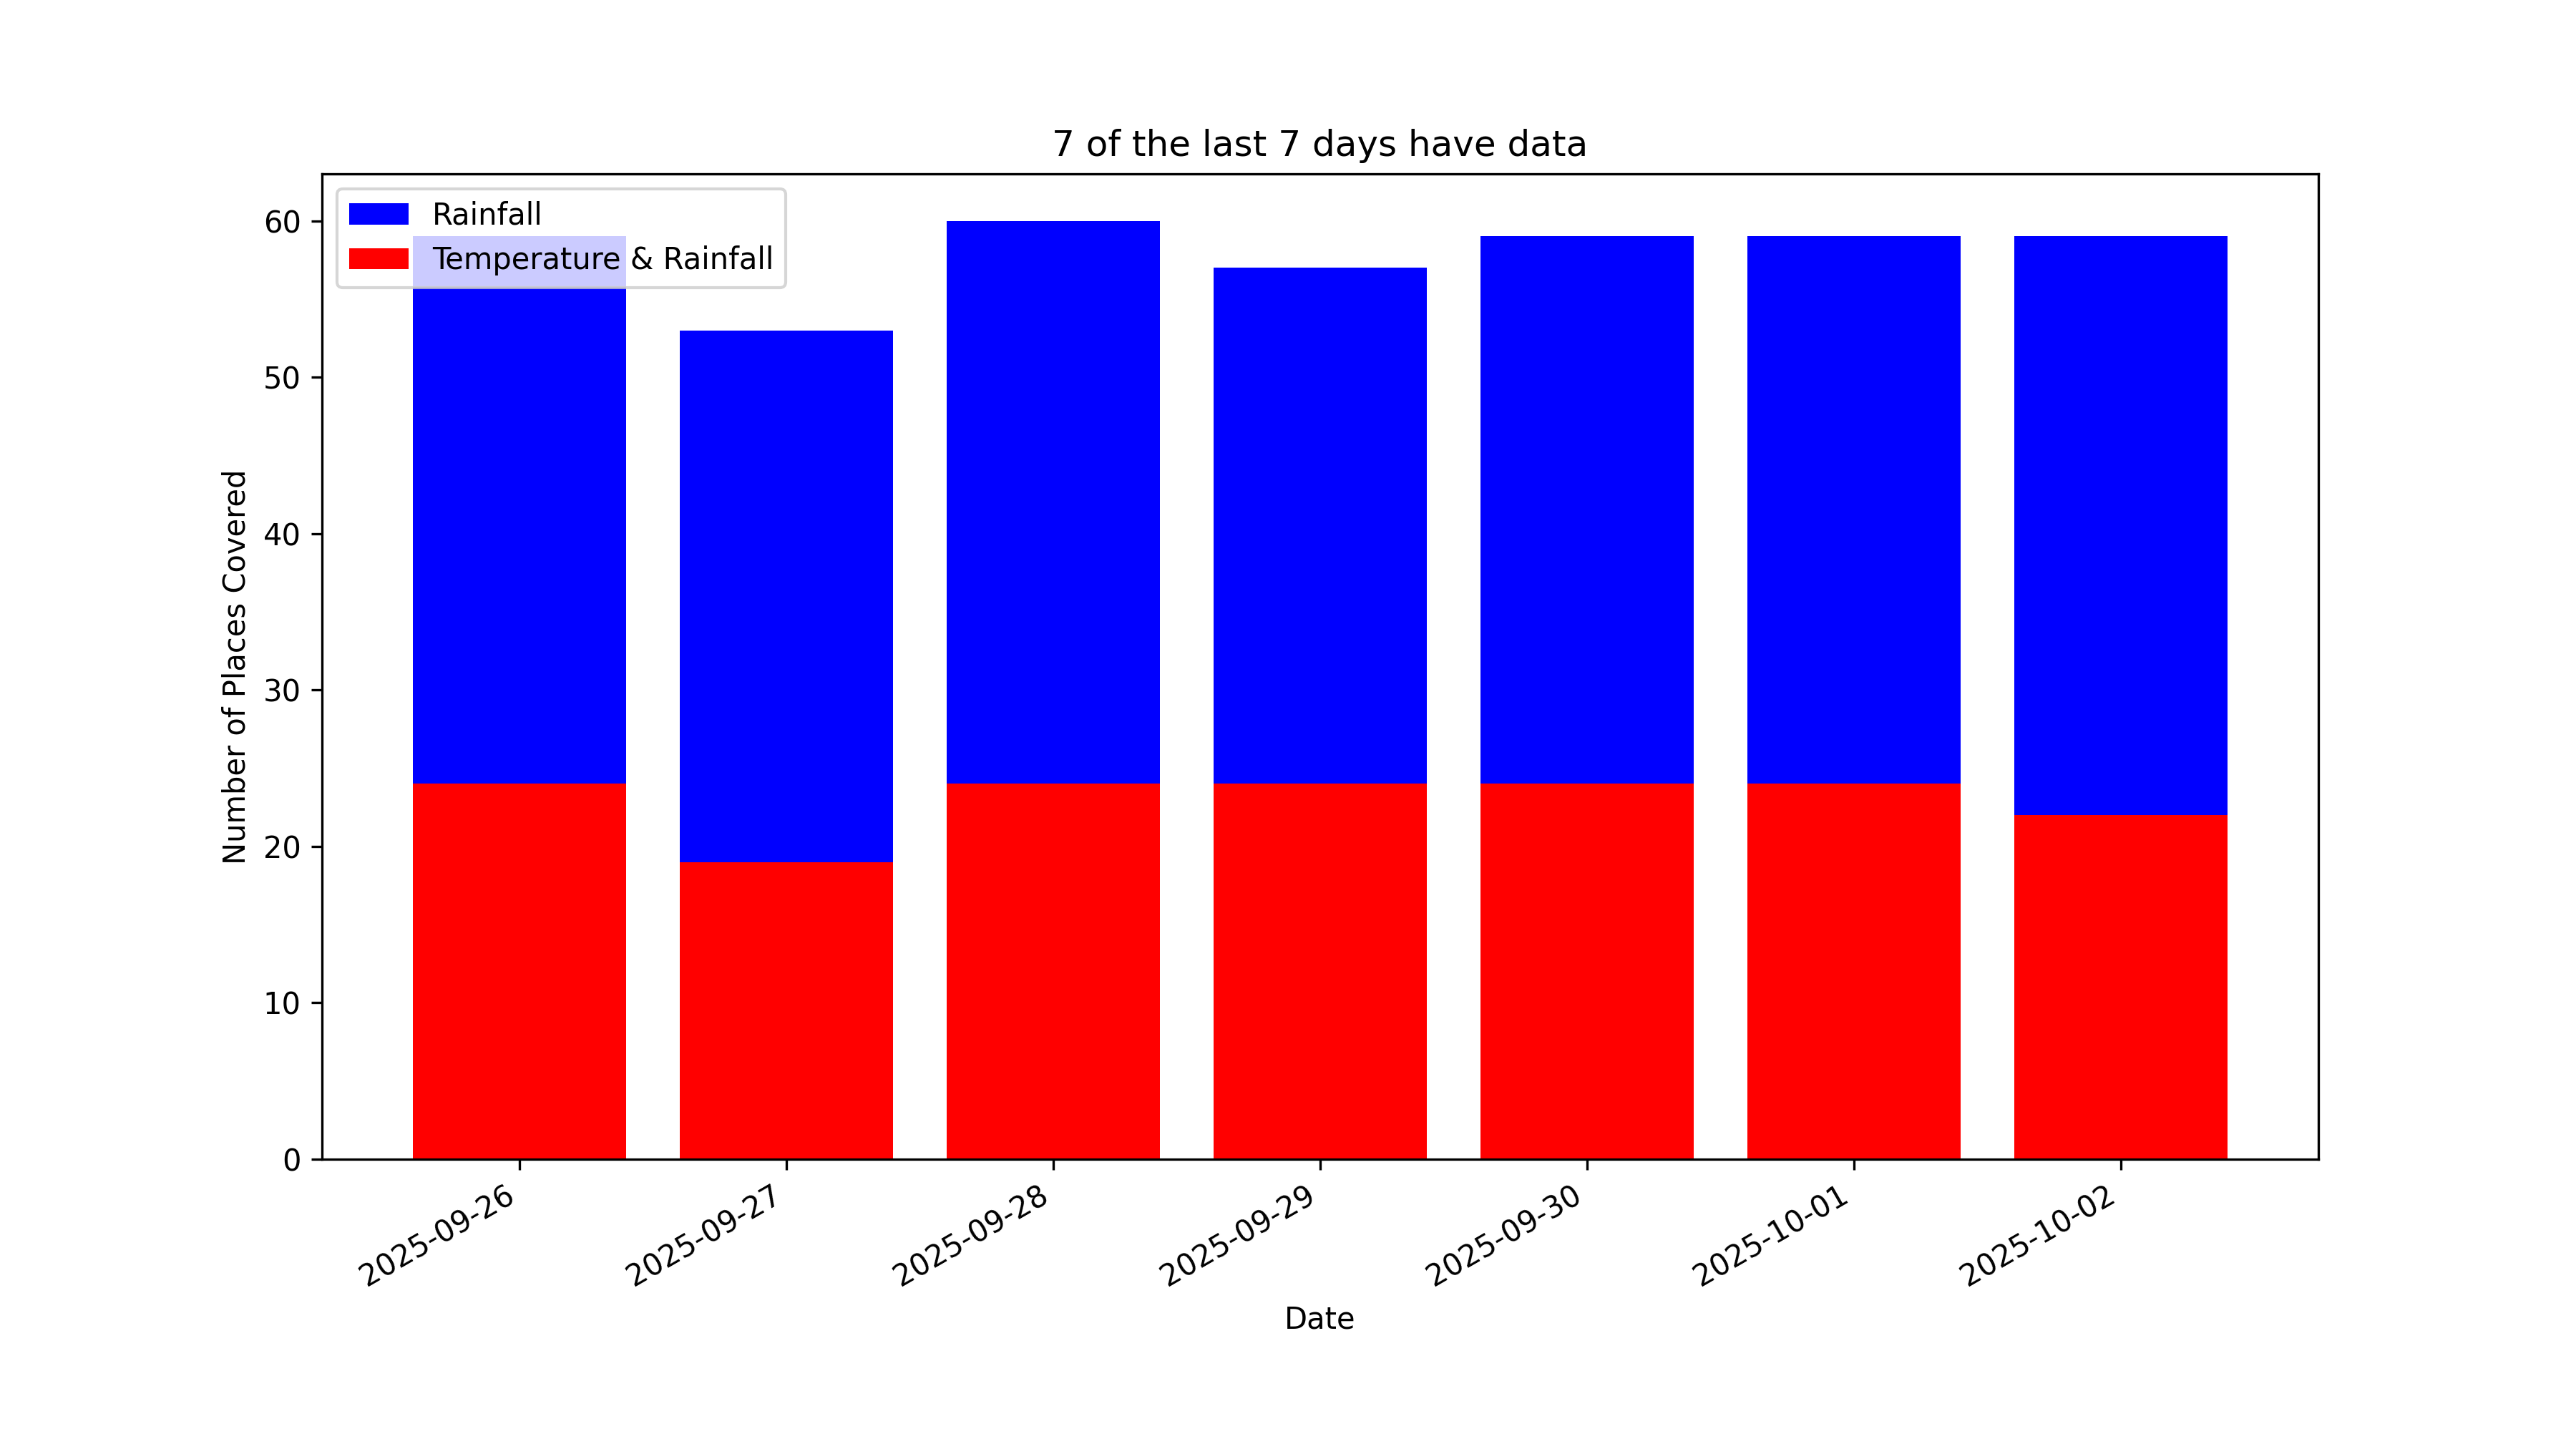 7 of the last 7 days have data
Rainfall
Temperature & Rainfall
Number of Places Covered
60
50
40
30
20
10
0
2025-09-26
2025-09-27
2025-09-28
2025-09-29
2025-09-30
2025-10-01
2025-10-02
Date